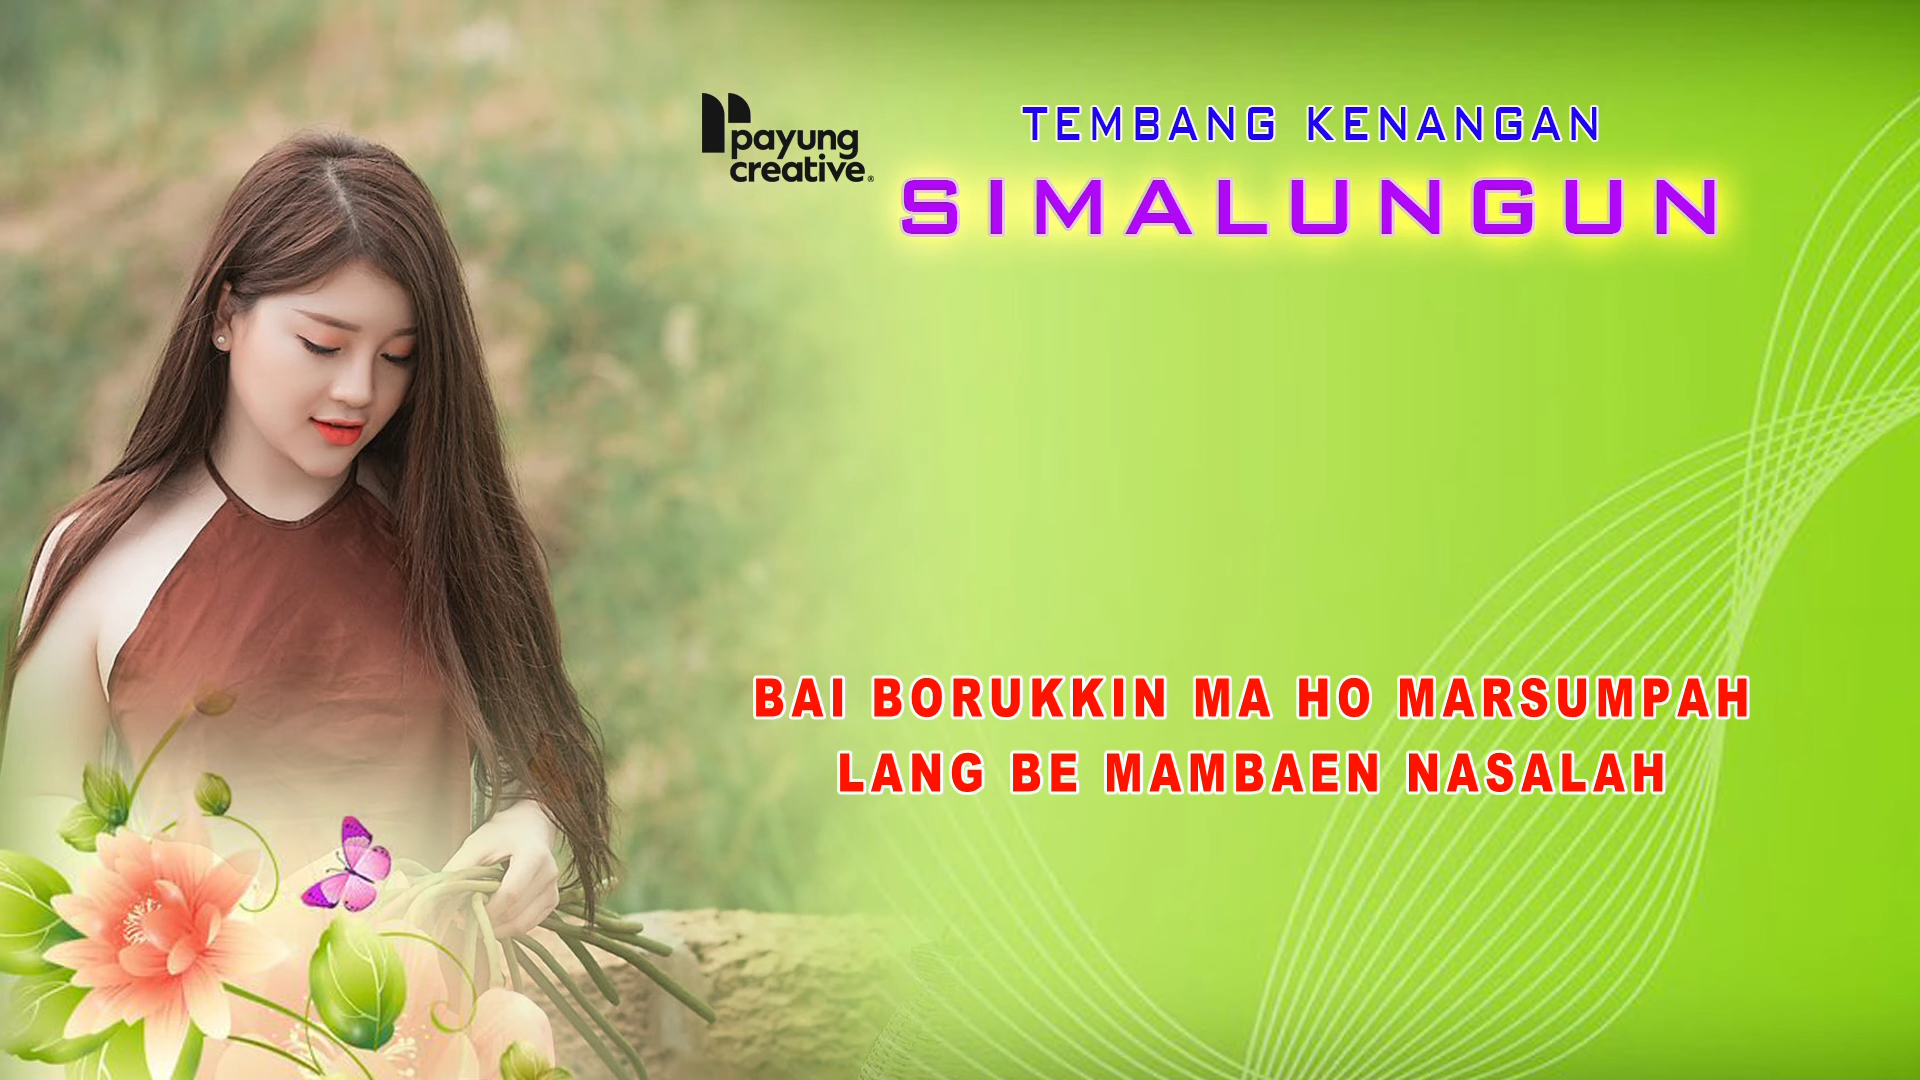 payung
creative®
TEMBANG KENANGAN
SIMALUNGUN
BAI BORUKKIN MA HO MARSUMPAH
LANG BE MAMBAEN NASALAH